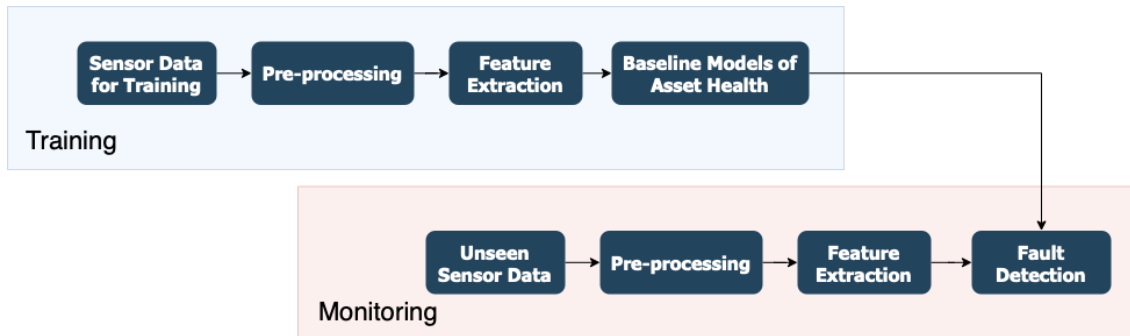 Sensor Data
for Training
Pre-processing
Feature
Extraction
Baseline Models of
Asset Health
Training
Unseen
Sensor Data
Pre-processing
Feature
Extraction
Fault
Detection
Monitoring